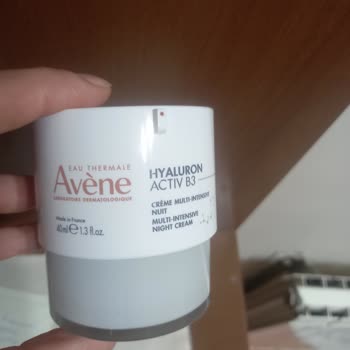 EAU THERMALE
Avène
LABORATOIRE DERMATOLOGIQUE
Made in France
40ml e 1.3 fl.oz.
HYALURON
ACTIV B3
CRÈME MULTI-INTENSIVE
NUIT
MULTI-INTENSIVE
NIGHT CREAM